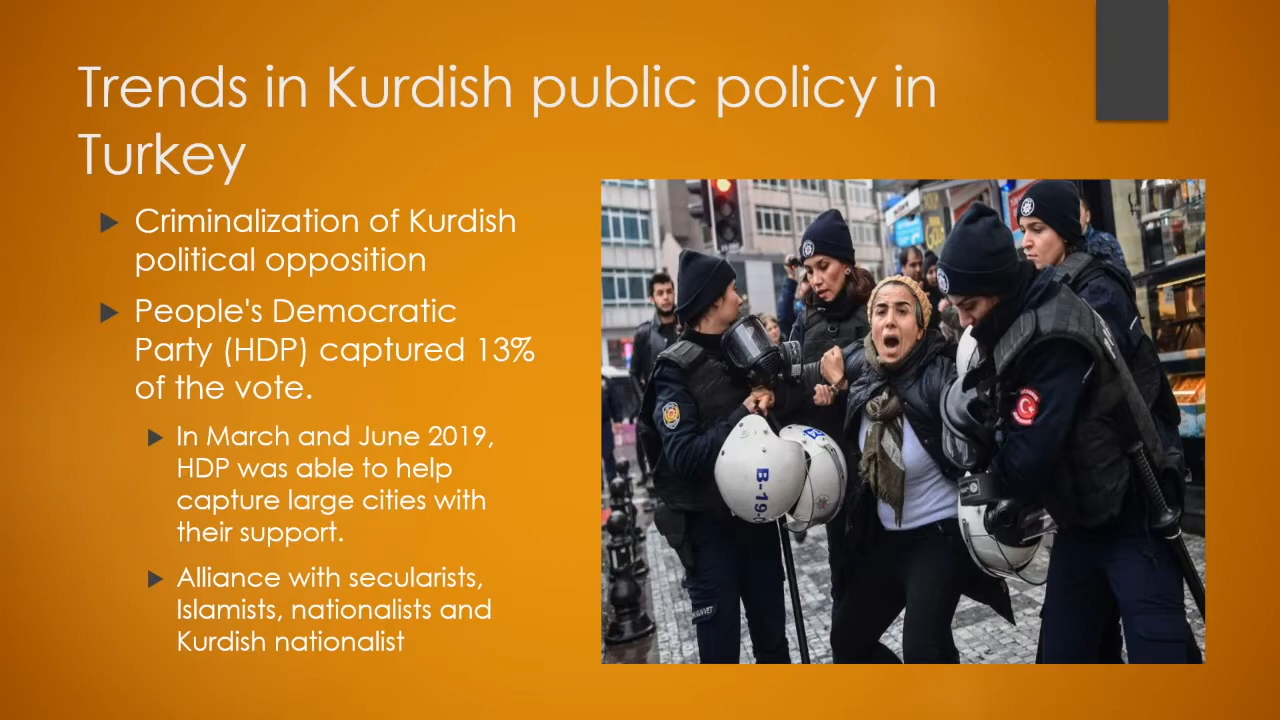 Trends in Kurdish public policy in
Turkey
Criminalization of Kurdish
political opposition
People's Democratic
Party (HDP) captured 13%
of the vote.
In March and June 2019,
HDP was able to help
capture large cities with
their support.
Alliance with secularists,
Islamists, nationalists and
Kurdish nationalist